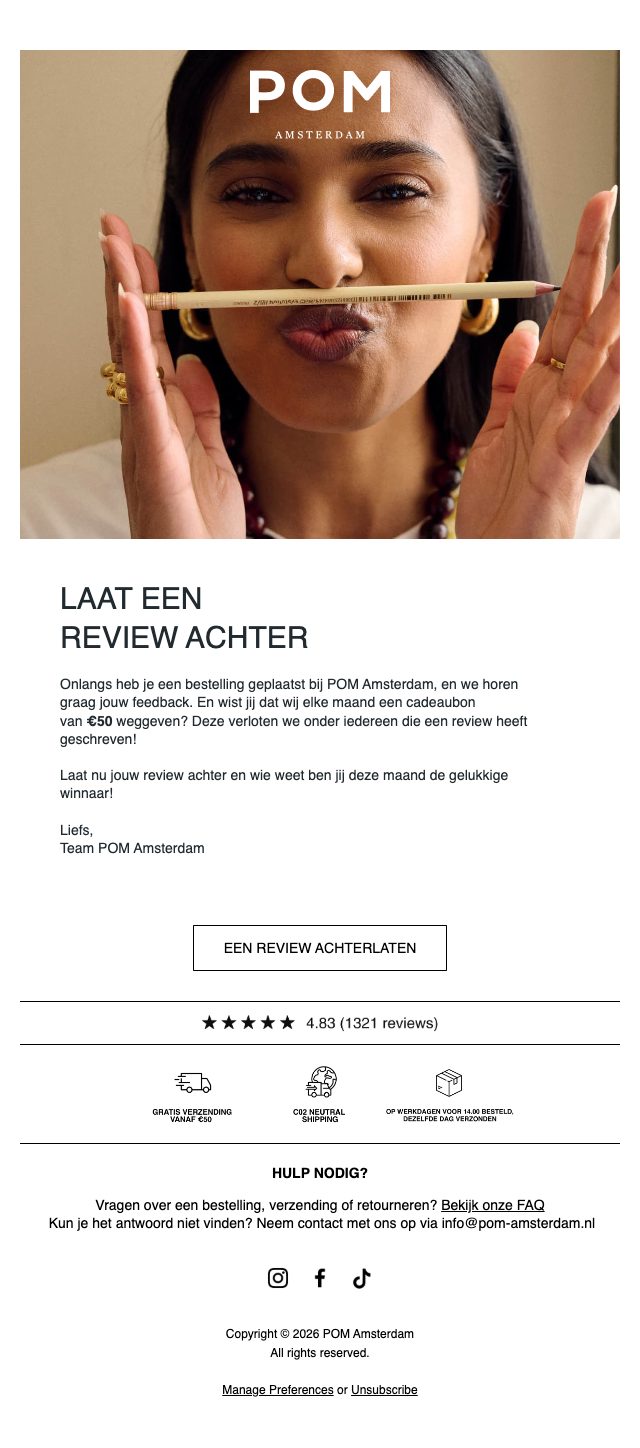 POM
AMSTERDAM
LAAT EEN
REVIEW ACHTER
Onlangs heb je een bestelling geplaatst bij POM Amsterdam, en we horen
graag jouw feedback. En wist jij dat wij elke maand een cadeaubon
van €50 weggeven? Deze verloten we onder iedereen die een review heeft
geschreven!
Laat nu jouw review achter en wie weet ben jij deze maand de gelukkige
winnaar!
Liefs,
Team POM Amsterdam
EEN REVIEW ACHTERLATEN
★★★★★ 4.83 (1321 reviews)
GRATIS VERZENDING
VANAF €50
C02 NEUTRAL
SHIPPING
OP WERKDAGEN VOOR 14.00 BESTELD,
DEZELFDE DAG VERZONDEN
HULP NODIG?
Vragen over een bestelling, verzending of retourneren? Bekijk onze FAQ
Kun je het antwoord niet vinden? Neem contact met ons op via info@pom-amsterdam.nl
Copyright © 2026 POM Amsterdam
All rights reserved.
Manage Preferences or Unsubscribe